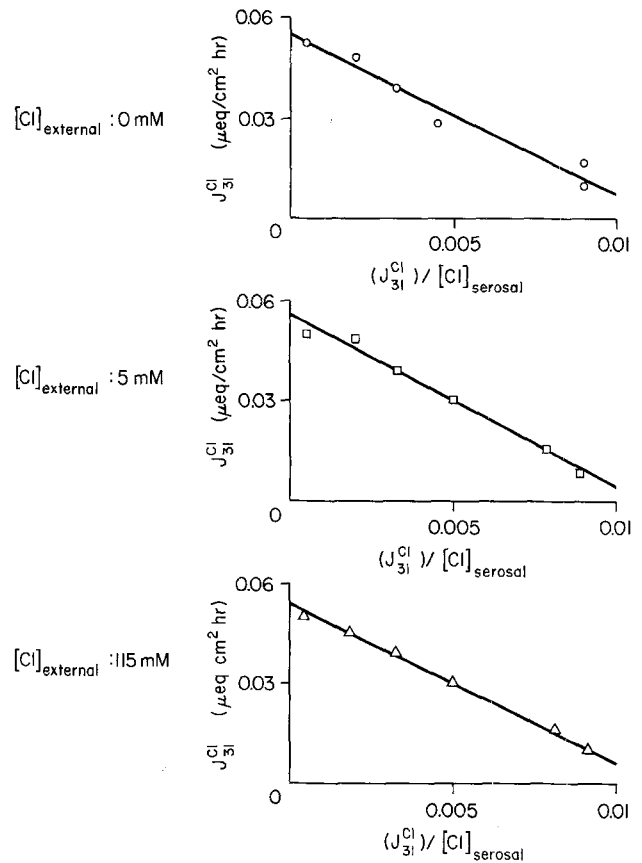 [Cl]external : 0 mM
J31Cl (μeq/cm2 hr)
0.06
0.03
0
0.005
0.01
(J31Cl) / [Cl]serosal
[Cl]external : 5 mM
J31Cl (μeq/cm2 hr)
0.06
0.03
0
0.005
0.01
(J31Cl) / [Cl]serosal
[Cl]external : 115 mM
J31Cl (μeq cm2 hr)
0.06
0.03
0
0.005
0.01
(J31Cl) / [Cl]serosal